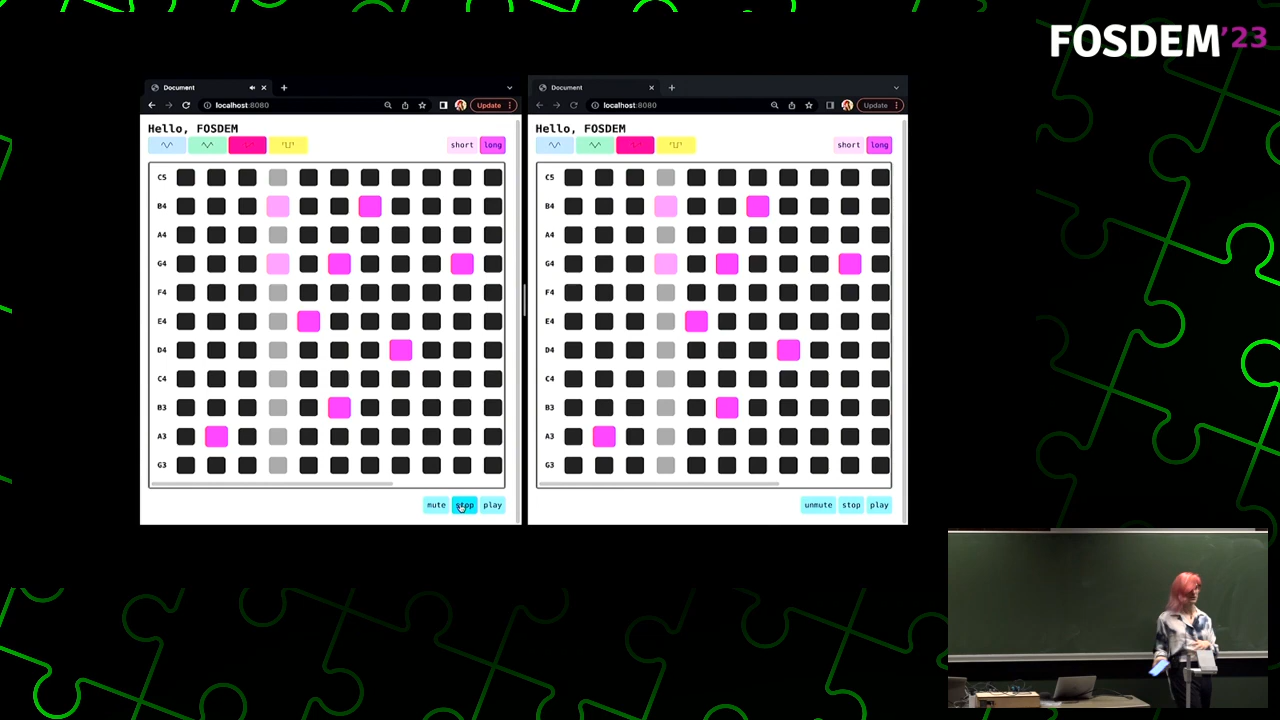 FOSDEM'23
Document
localhost:8080
Update
Hello, FOSDEM
short long
C5
B4
A4
G4
F4
E4
D4
C4
B3
A3
G3
mute stop play
Document
localhost:8080
Update
Hello, FOSDEM
short long
C5
B4
A4
G4
F4
E4
D4
C4
B3
A3
G3
unmute stop play